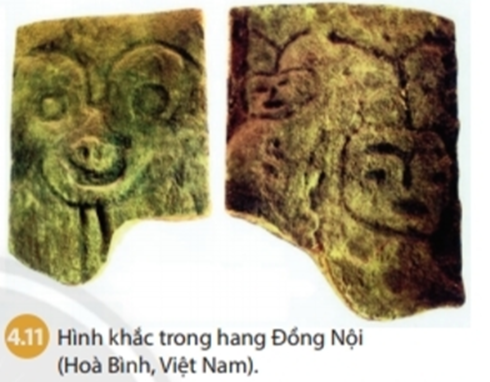 4.11 Hình khắc trong hang Đồng Nội
(Hoà Bình, Việt Nam).